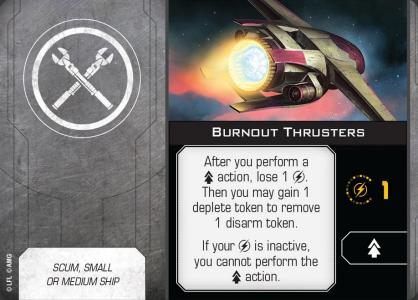 BURNOUT THRUSTERS
After you perform a
action, lose 1 .
Then you may gain 1
deplete token to remove
1 disarm token.
If your is inactive,
you cannot perform the
action.
1
SCUM, SMALL
OR MEDIUM SHIP
©LFL ©AMG